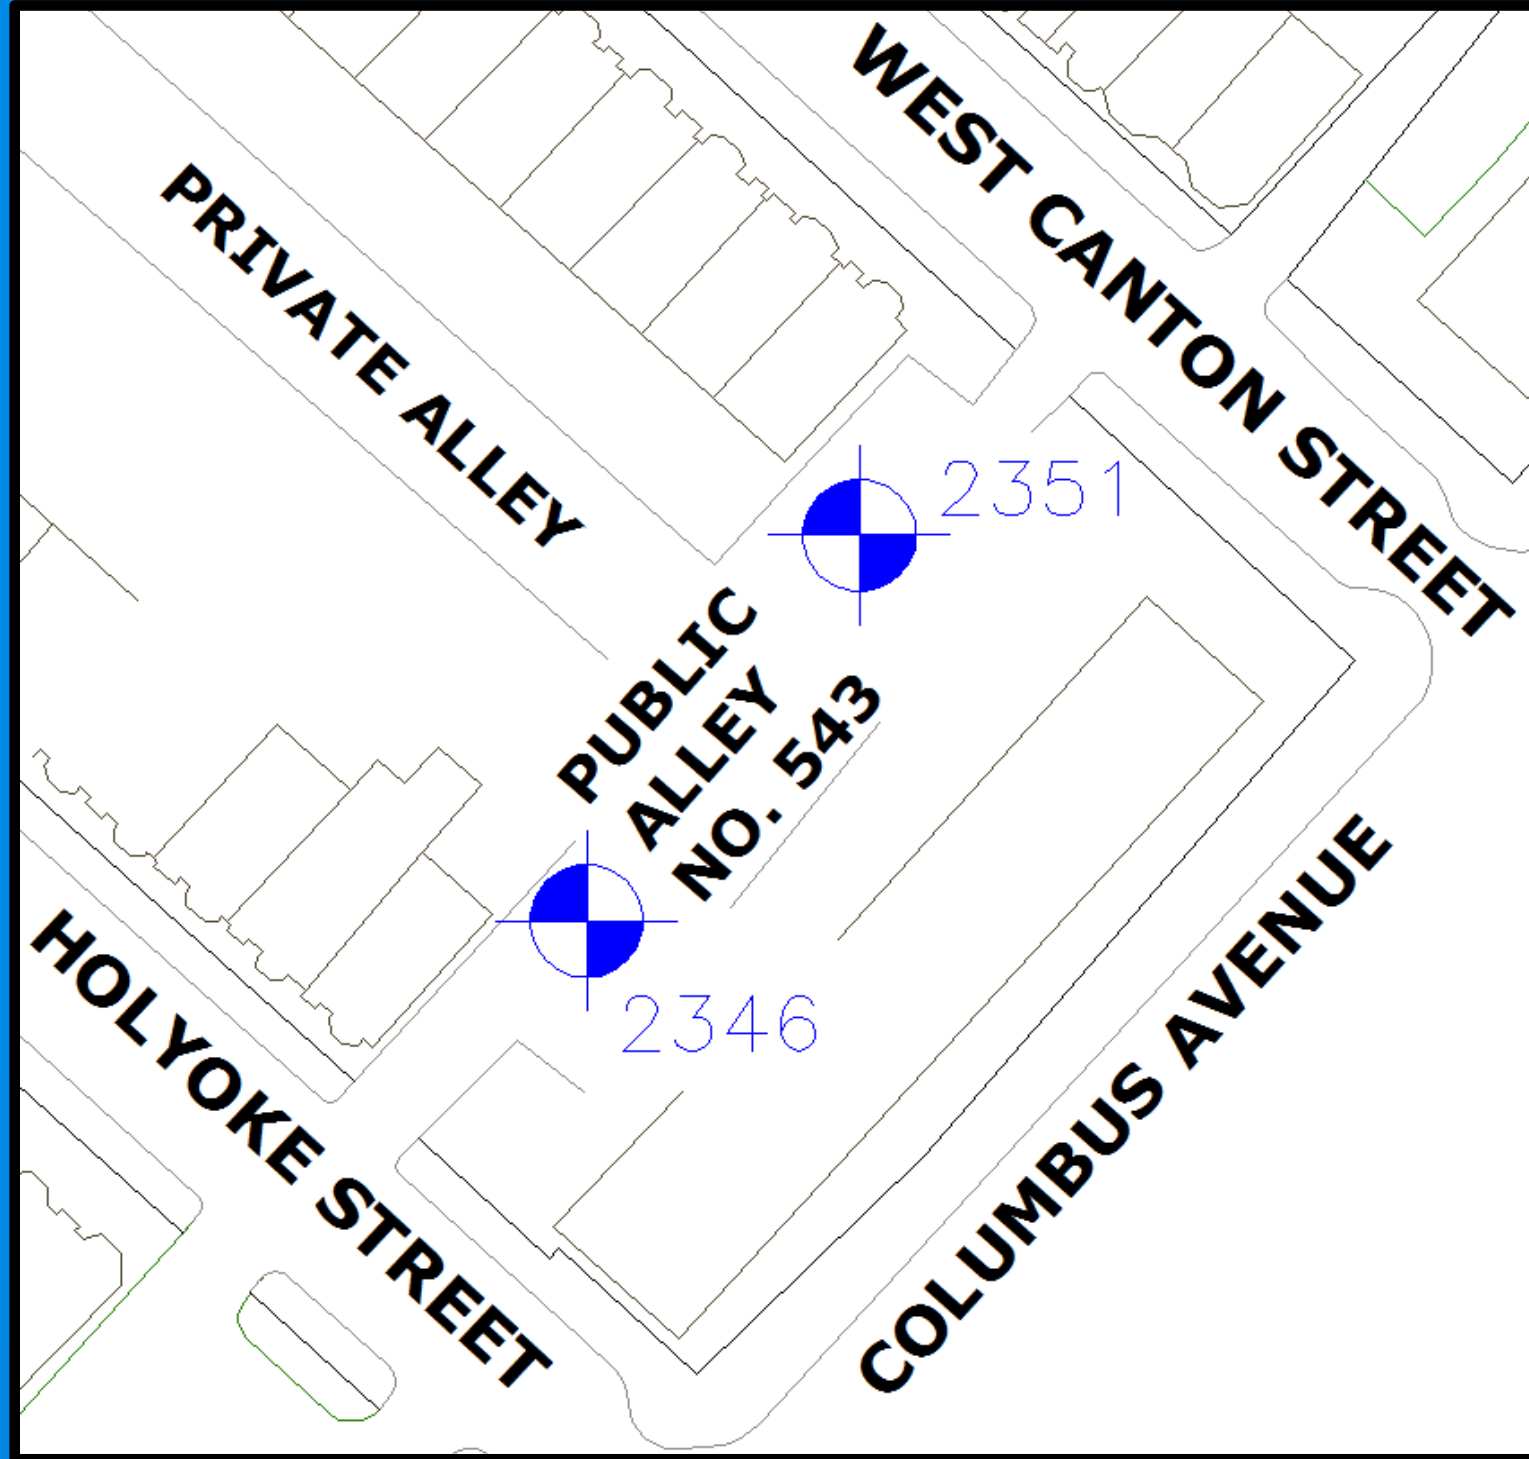 WEST CANTON STREET
PRIVATE ALLEY
2351
PUBLIC
ALLEY
NO. 543
2346
HOLYOKE STREET
COLUMBUS AVENUE